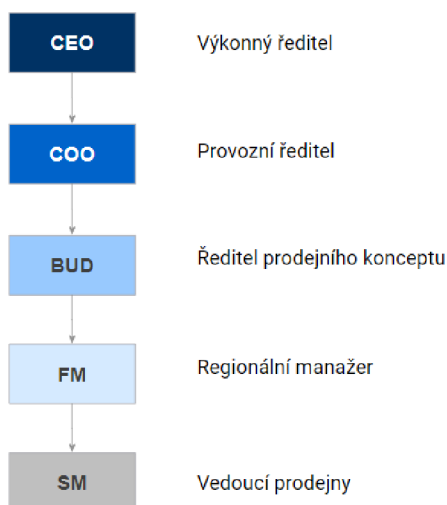 CEO Výkonný ředitel
COO Provozní ředitel
BUD Ředitel prodejního konceptu
FM Regionální manažer
SM Vedoucí prodejny